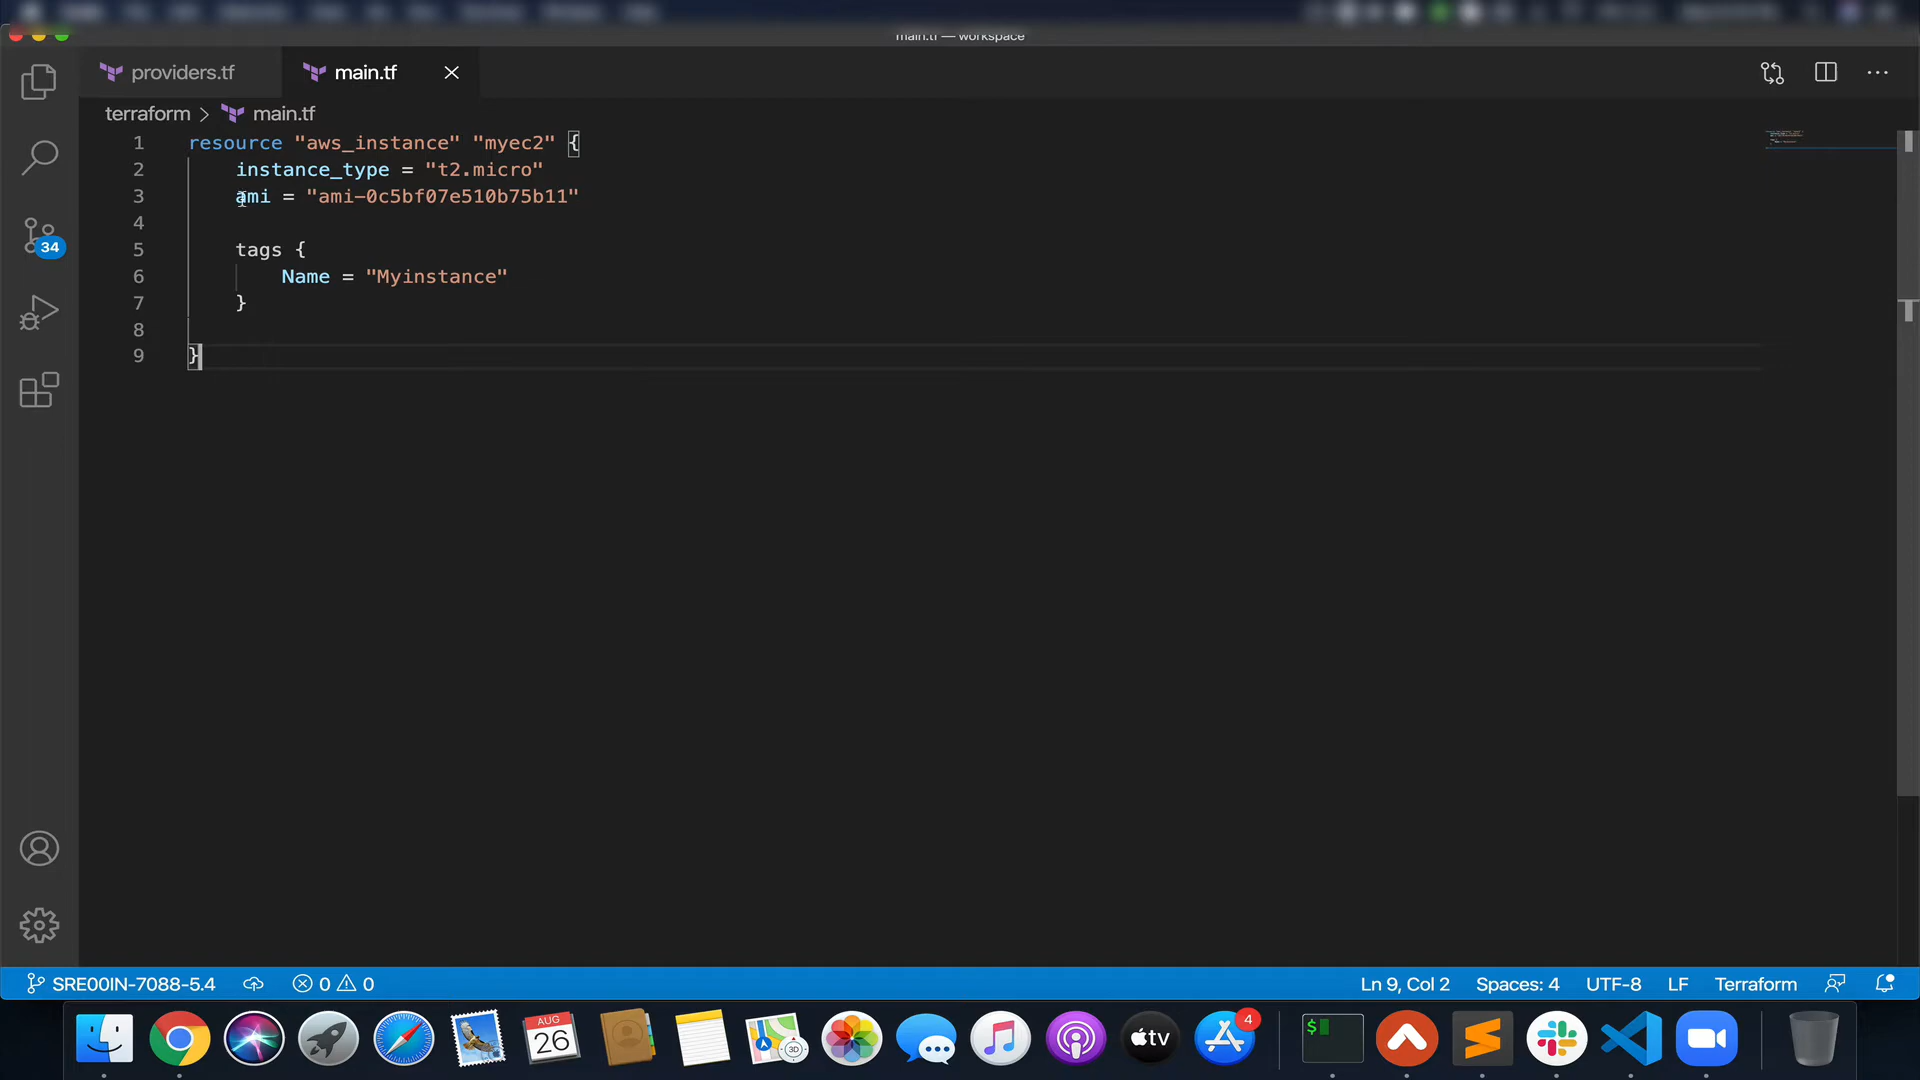 main.tf — workspace
providers.tf
main.tf
terraform > main.tf
1 resource "aws_instance" "myec2" {
2 instance_type = "t2.micro"
3 ami = "ami-0c5bf07e510b75b11"
4
5 tags {
6 Name = "Myinstance"
7 }
8
9 }
34
SRE00IN-7088-5.4
0 0
Ln 9, Col 2
Spaces: 4
UTF-8
LF
Terraform
AUG
26
3D
tv
4
$